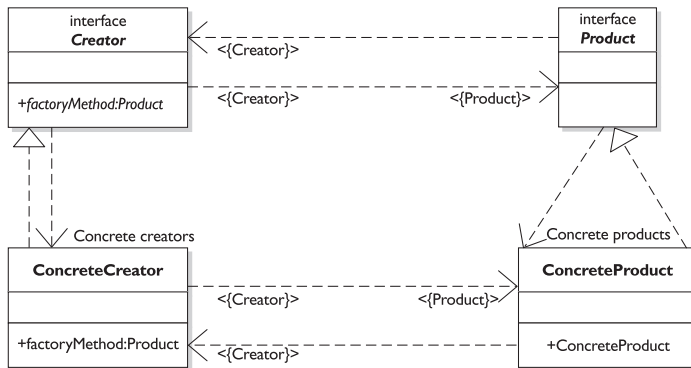 interface
Creator
+factoryMethod:Product
interface
Product
<{Creator}>
<{Creator}>
<{Product}>
Concrete creators
Concrete products
ConcreteCreator
+factoryMethod:Product
ConcreteProduct
+ConcreteProduct
<{Creator}>
<{Product}>
<{Creator}>